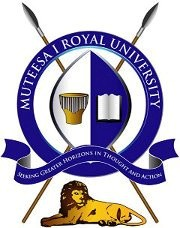 MUTEESA I ROYAL UNIVERSITY
SEEKING GREATER HORIZONS IN THOUGHT AND ACTION